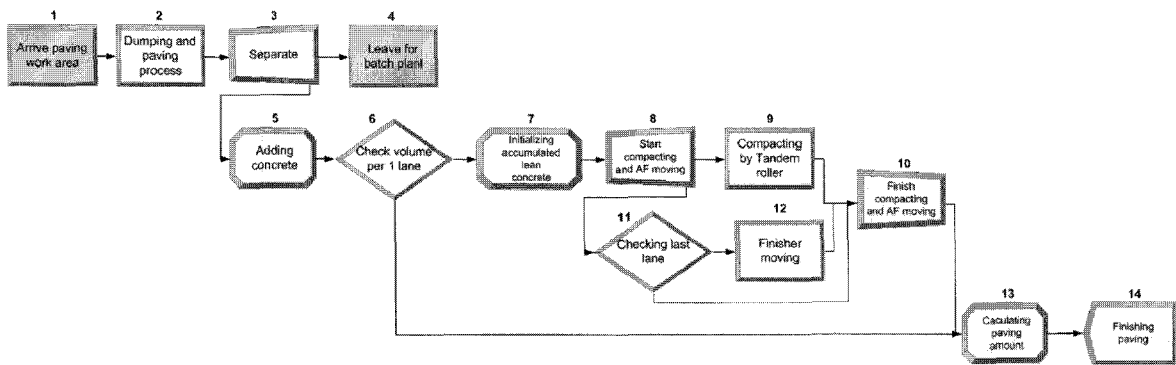 1
Arrive paving
work area
2
Dumping and
paving
process
3
Separate
4
Leave for
batch plant
5
Adding
concrete
6
Check volume
per 1 lane
7
Initializing
accumulated
lean
concrete
8
Start
compacting
and AF moving
9
Compacting
by Tandem
roller
10
Finish
compacting
and AF moving
11
Checking last
lane
12
Finisher
moving
13
Caculating
paving
amount
14
Finishing
paving